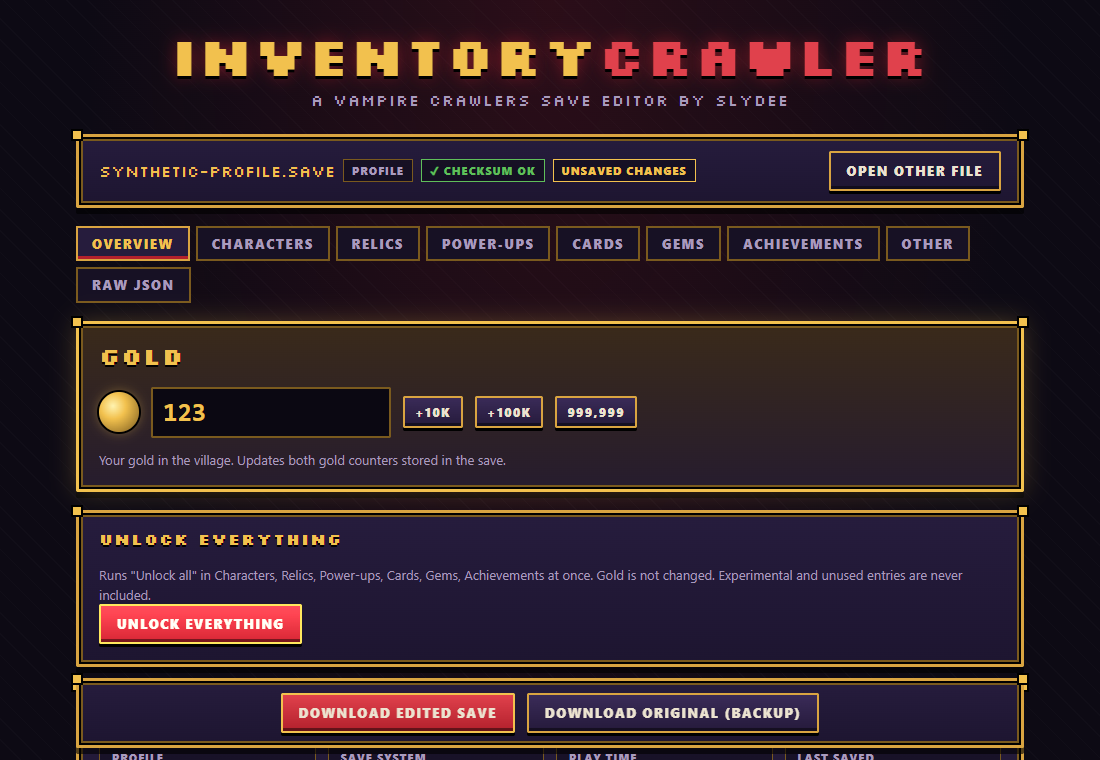 INVENTORYCRAWLER
A VAMPIRE CRAWLERS SAVE EDITOR BY SLYDEE
SYNTHETIC-PROFILE.SAVE PROFILE ✓ CHECKSUM OK UNSAVED CHANGES OPEN OTHER FILE
OVERVIEW CHARACTERS RELICS POWER-UPS CARDS GEMS ACHIEVEMENTS OTHER
RAW JSON
GOLD
123 +10K +100K 999,999
Your gold in the village. Updates both gold counters stored in the save.
UNLOCK EVERYTHING
Runs "Unlock all" in Characters, Relics, Power-ups, Cards, Gems, Achievements at once. Gold is not changed. Experimental and unused entries are never
included.
UNLOCK EVERYTHING
DOWNLOAD EDITED SAVE DOWNLOAD ORIGINAL (BACKUP)
PROFILE SAVE SYSTEM PLAY TIME LAST SAVED